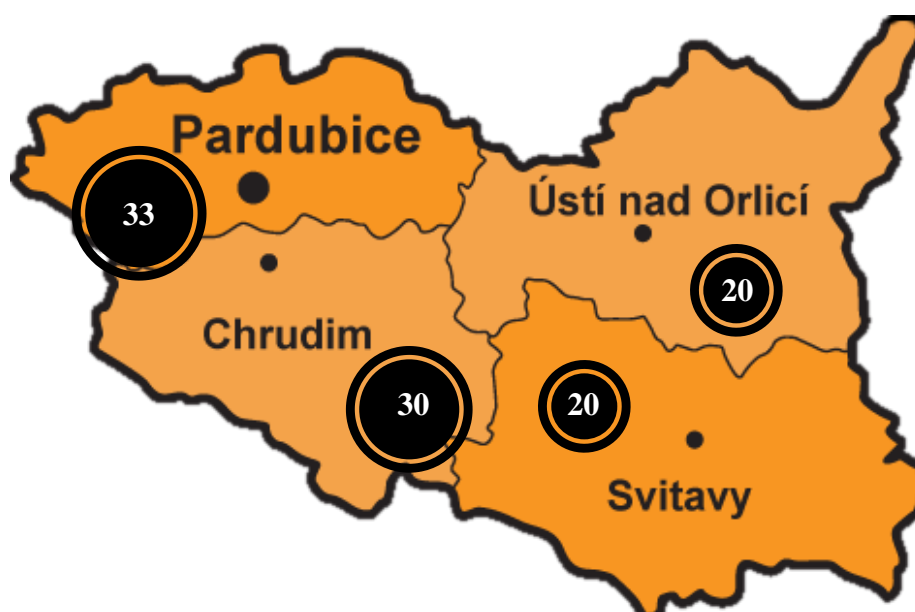 Pardubice
33
Ústí nad Orlicí
20
Chrudim
30
20
Svitavy